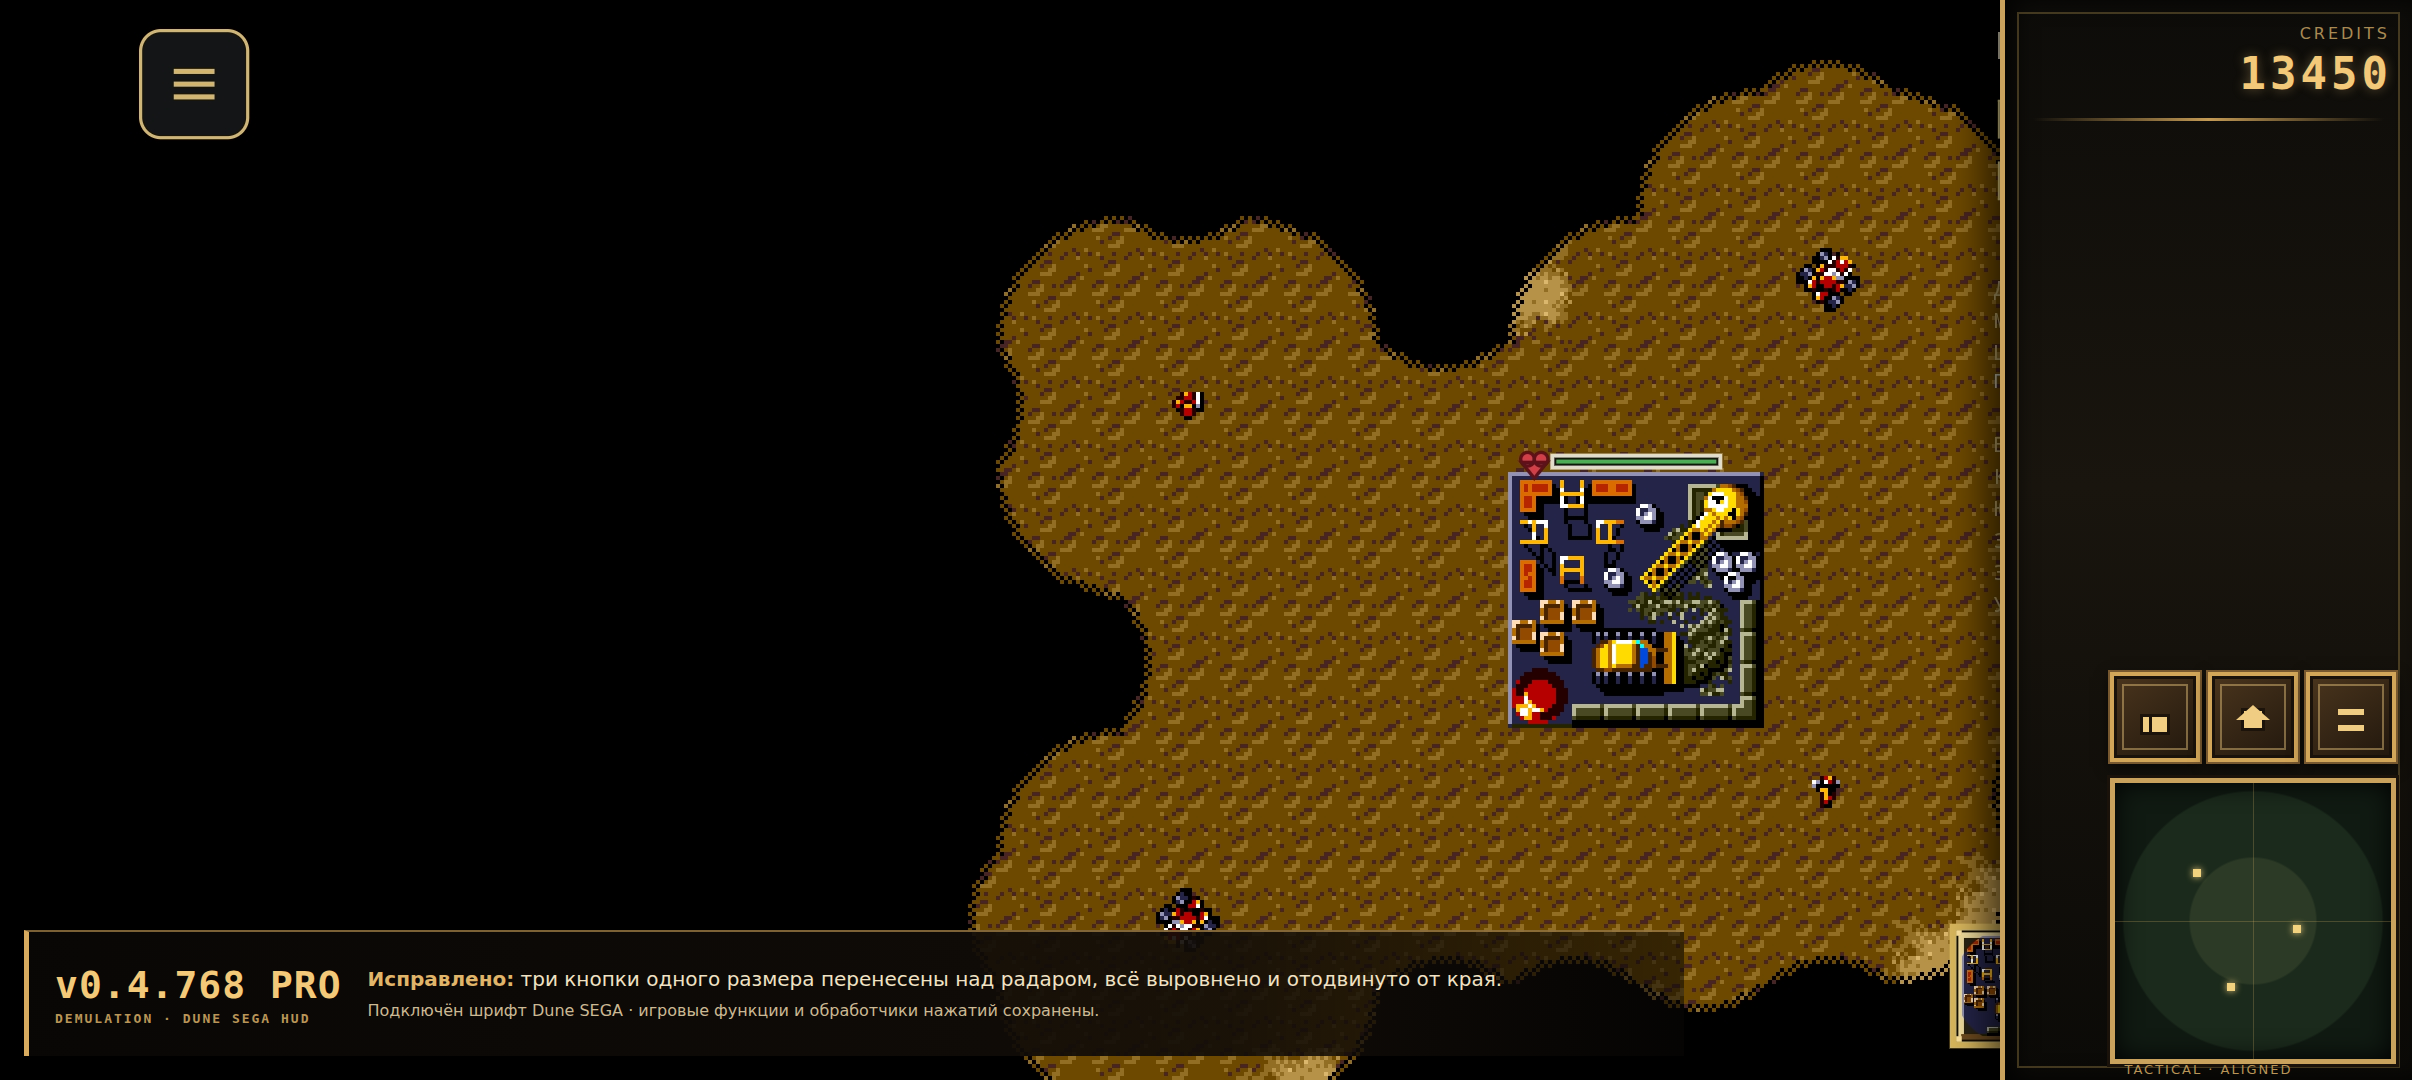 CREDITS
13450
v0.4.768 PRO
DEMULATION · DUNE SEGA HUD
Исправлено: три кнопки одного размера перенесены над радаром, всё выровнено и отодвинуто от края.
Подключён шрифт Dune SEGA · игровые функции и обработчики нажатий сохранены.
TACTICAL · ALIGNED